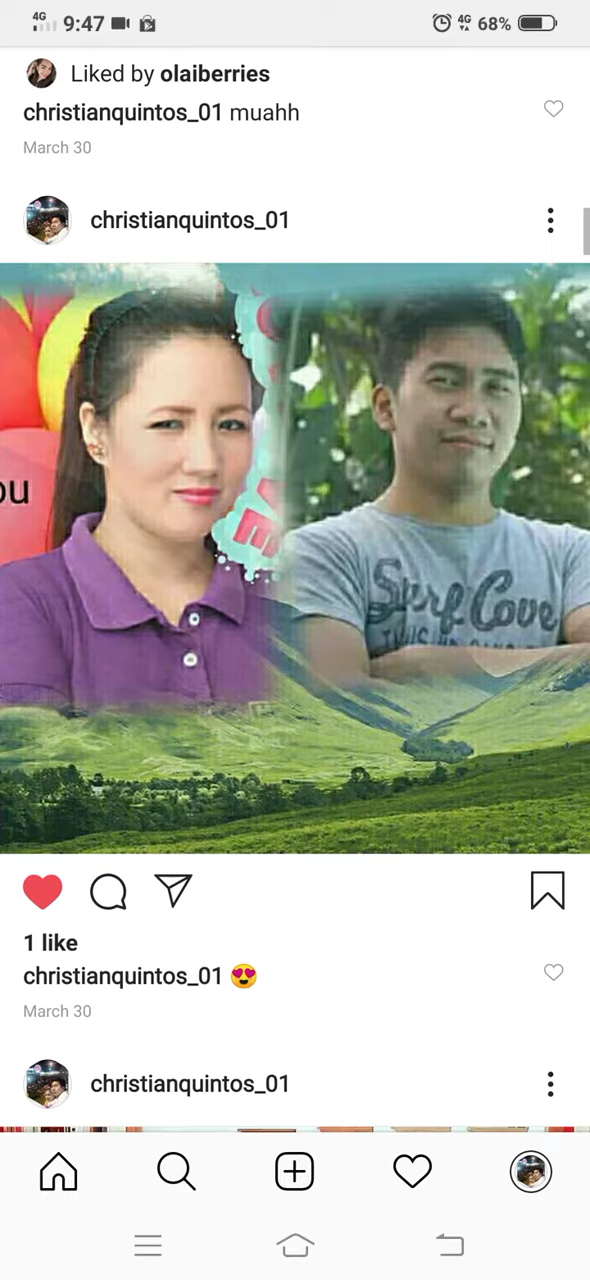 4G
9:47
4G
68%
Liked by olaiberries
christianquintos_01 muahh
March 30
christianquintos_01
ou
E
Surf Cove
1 like
christianquintos_01 😍
March 30
christianquintos_01